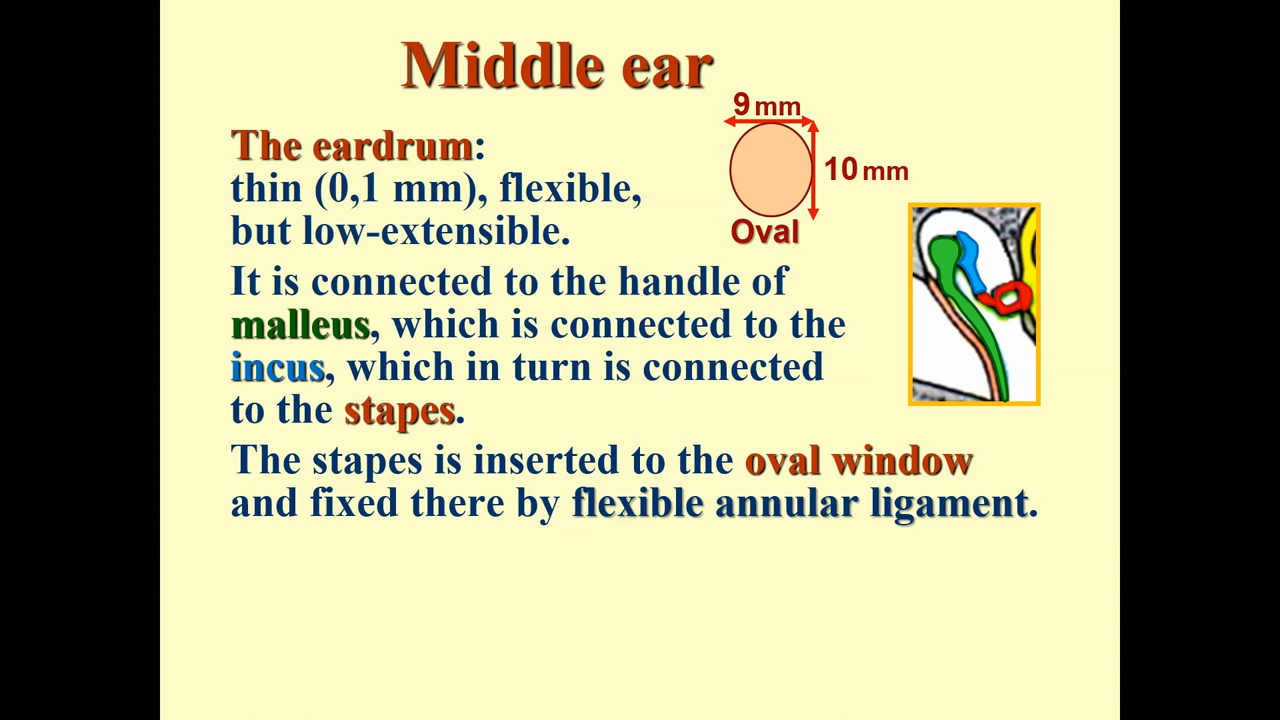 Middle ear
The eardrum:
thin (0,1 mm), flexible,
but low-extensible.
9 mm
10 mm
Oval
It is connected to the handle of
malleus, which is connected to the
incus, which in turn is connected
to the stapes.
The stapes is inserted to the oval window
and fixed there by flexible annular ligament.